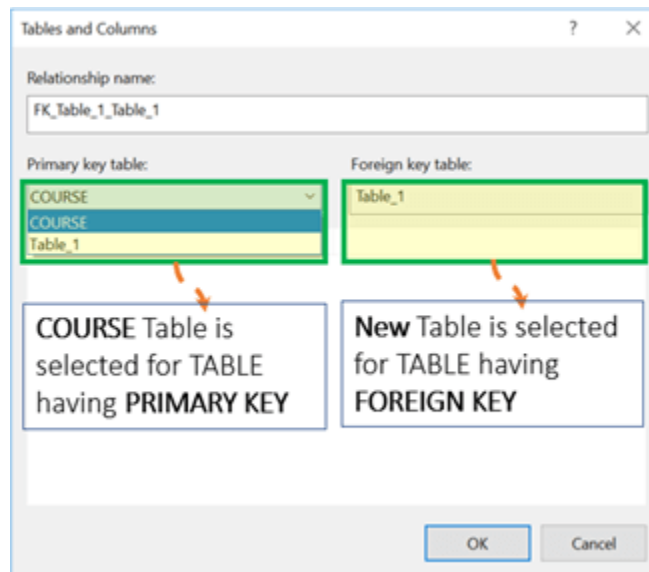 Tables and Columns
?
Relationship name:
FK_Table_1_Table_1
Primary key table:
Foreign key table:
COURSE
Table_1
COURSE
Table_1
COURSE Table is
selected for TABLE
having PRIMARY KEY
New Table is selected
for TABLE having
FOREIGN KEY
OK
Cancel